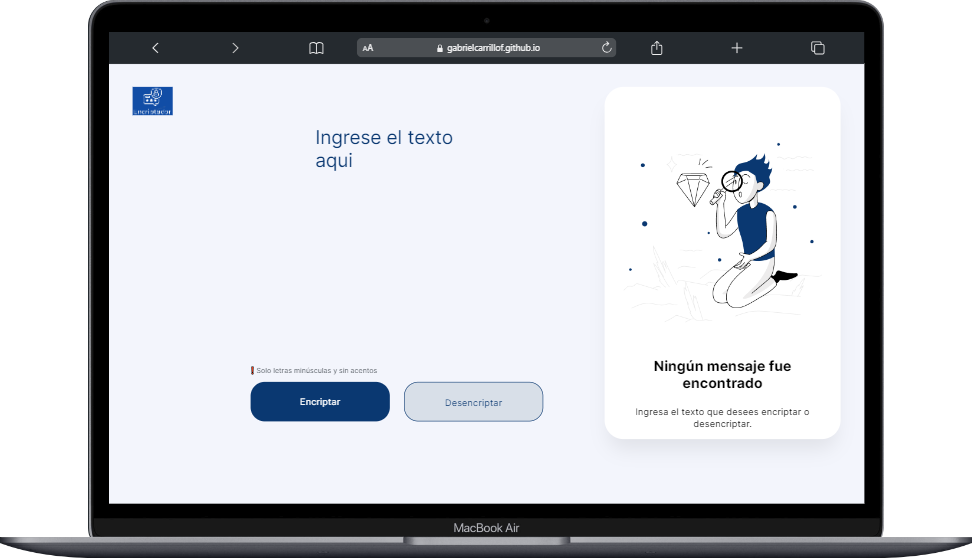 AA
gabrielcarrillof.github.io
Encriptador
Ingrese el texto
aqui
Solo letras minúsculas y sin acentos
Encriptar
Desencriptar
Ningún mensaje fue
encontrado
Ingresa el texto que desees encriptar o
desencriptar.
MacBook Air